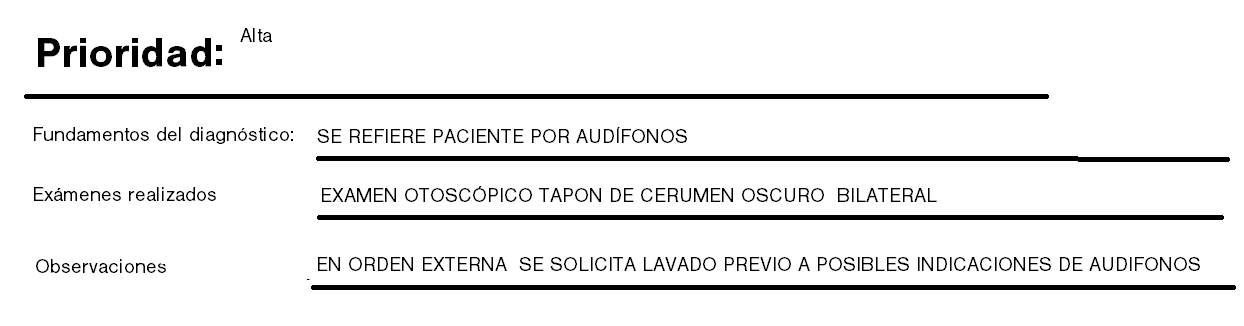 Prioridad: Alta
Fundamentos del diagnóstico: SE REFIERE PACIENTE POR AUDÍFONOS
Exámenes realizados EXAMEN OTOSCÓPICO TAPON DE CERUMEN OSCURO BILATERAL
Observaciones EN ORDEN EXTERNA SE SOLICITA LAVADO PREVIO A POSIBLES INDICACIONES DE AUDIFONOS